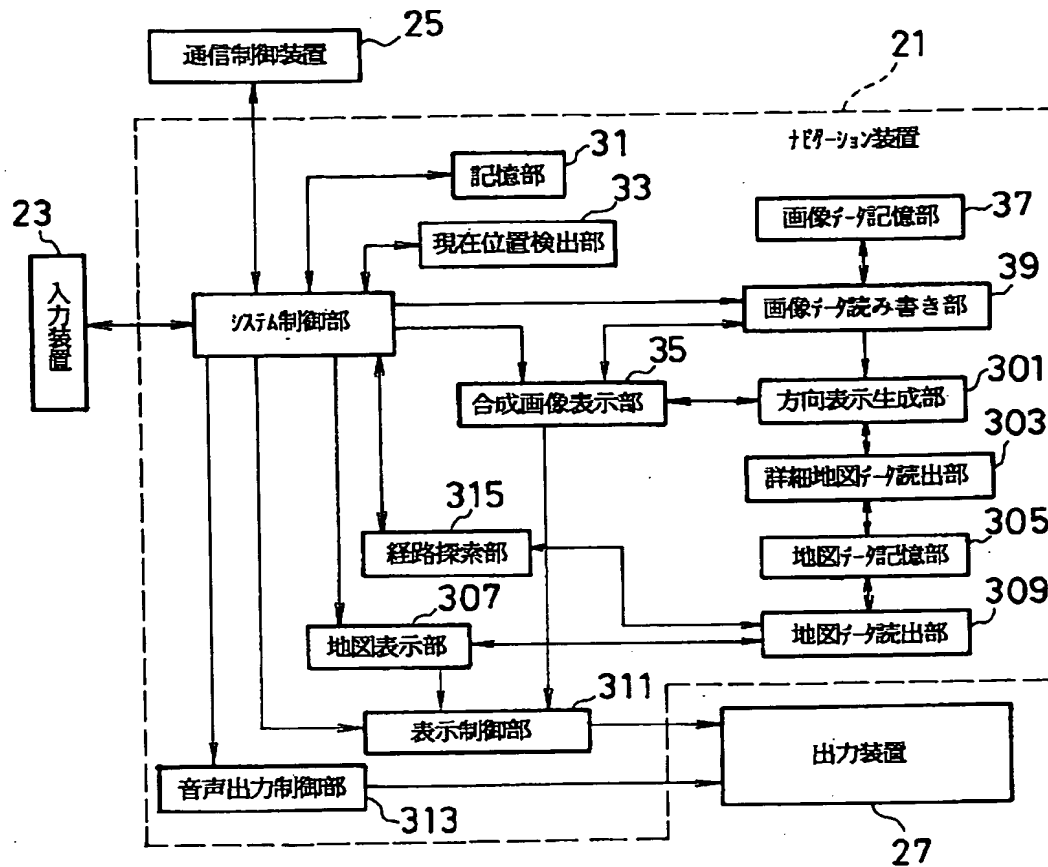 通信制御装置
25
21
ナビゲーション装置
記憶部
31
23
現在位置検出部
33
画像データ記憶部
37
入力装置
システム制御部
画像データ読み書き部
39
35
合成画像表示部
方向表示生成部
301
詳細地図データ読出部
303
315
経路探索部
地図データ記憶部
305
307
地図表示部
地図データ読出部
309
311
表示制御部
出力装置
音声出力制御部
313
27